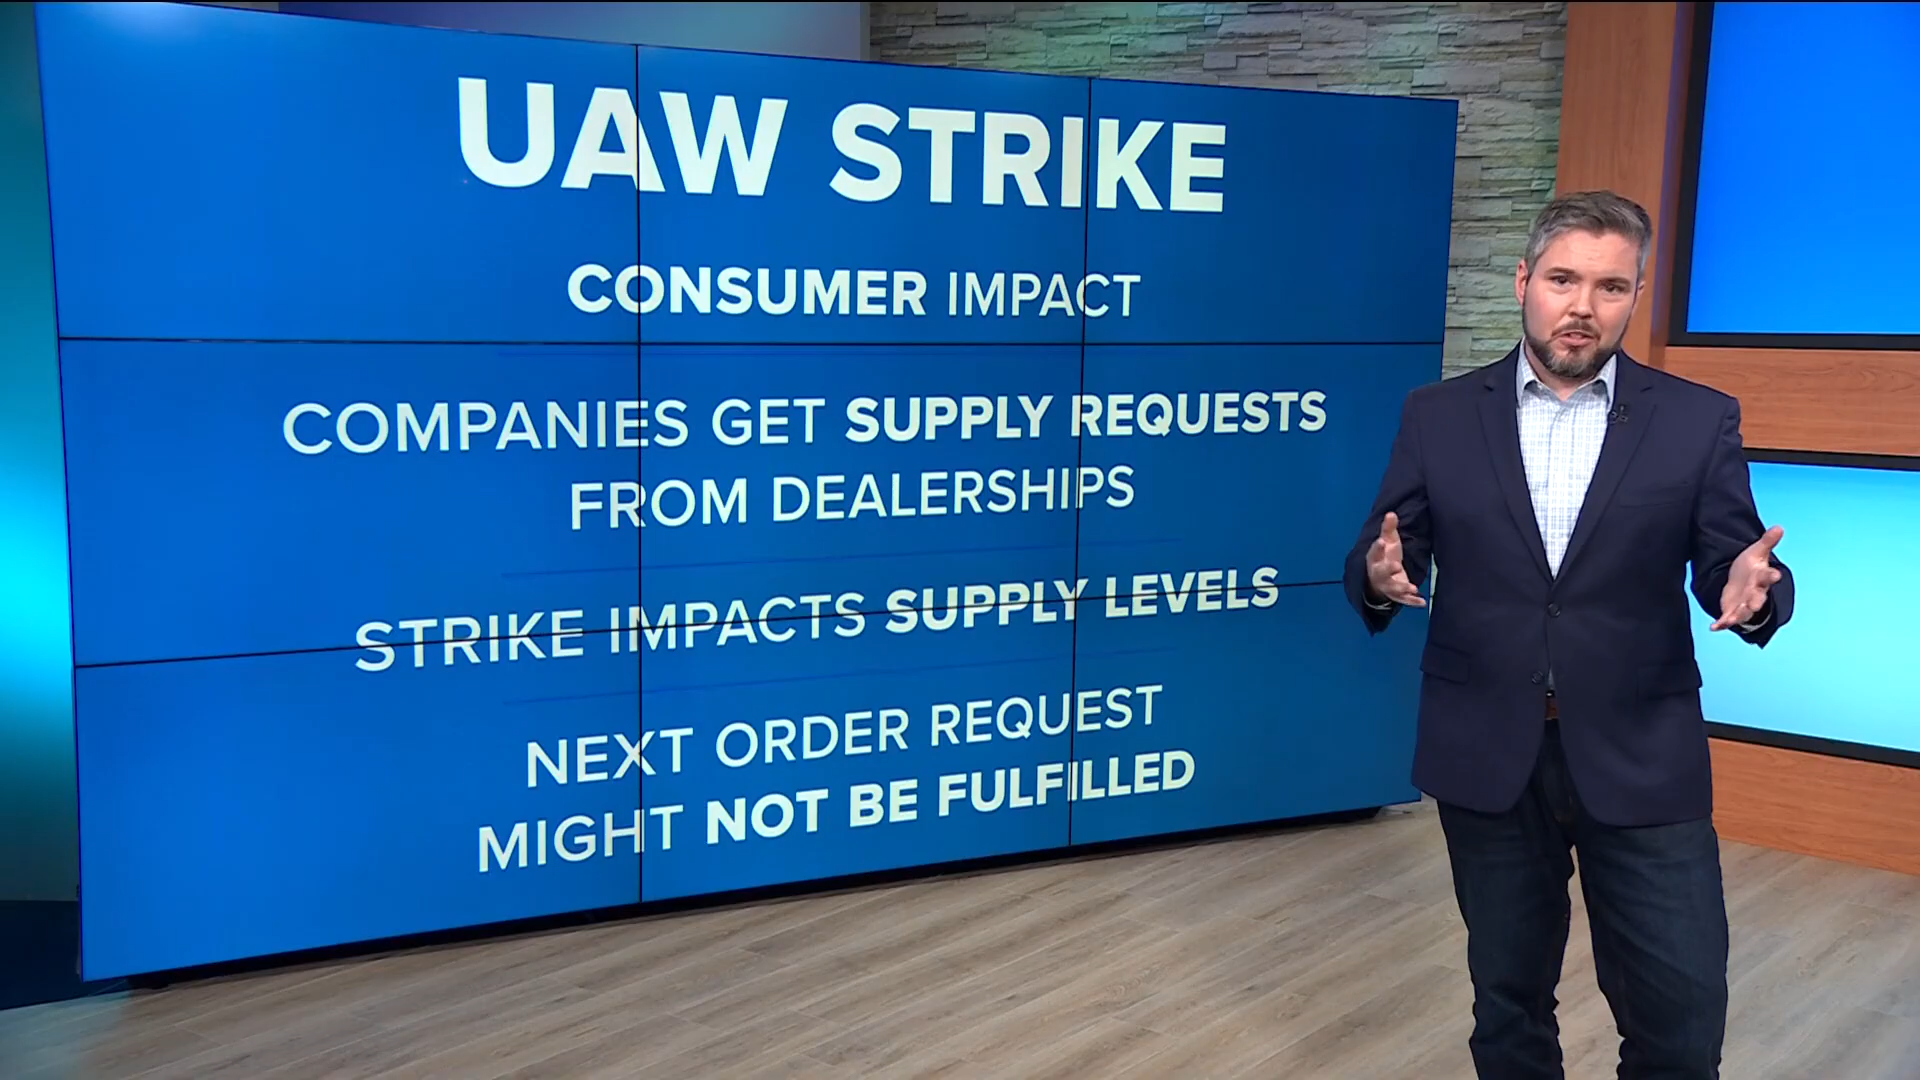 UAW STRIKE
CONSUMER IMPACT
COMPANIES GET SUPPLY REQUESTS
FROM DEALERSHIPS
STRIKE IMPACTS SUPPLY LEVELS
NEXT ORDER REQUEST
MIGHT NOT BE FULFILLED